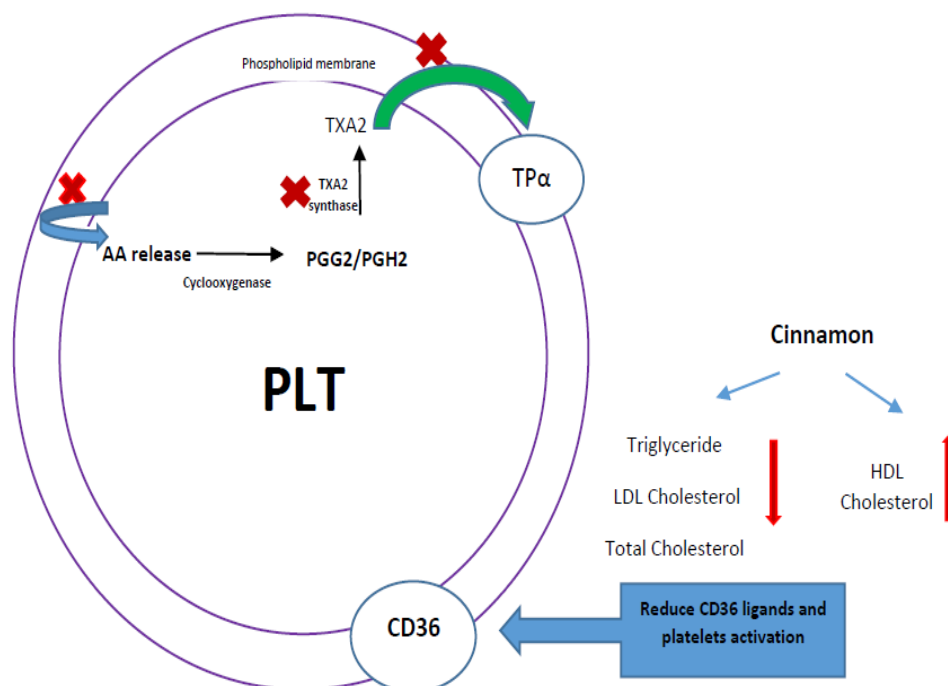 Phospholipid membrane
TXA2
TPα
TXA2
synthase
AA release
PGG2/PGH2
Cyclooxygenase
PLT
Cinnamon
Triglyceride
LDL Cholesterol
Total Cholesterol
HDL
Cholesterol
CD36
Reduce CD36 ligands and
platelets activation